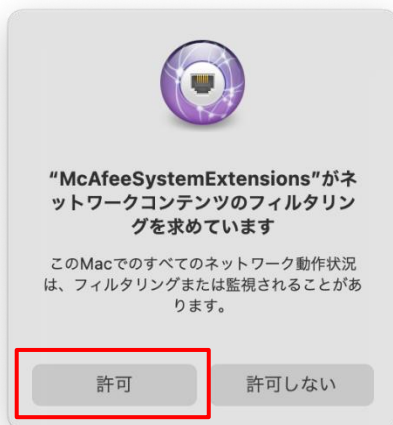 “McAfeeSystemExtensions”がネ
ットワークコンテンツのフィルタリン
グを求めています
このMacでのすべてのネットワーク動作状況
は、フィルタリングまたは監視されることがあ
ります。
許可
許可しない